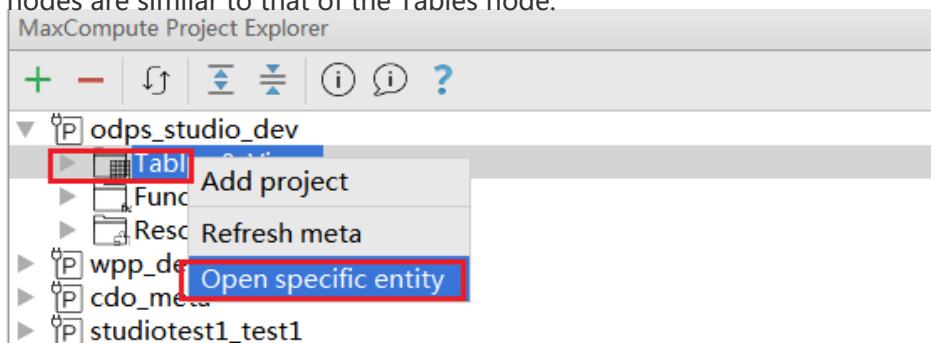 nodes are similar to that of the Tables node.
MaxCompute Project Explorer
odps_studio_dev
Add project
Refresh meta
Open specific entity
studiotest1_test1